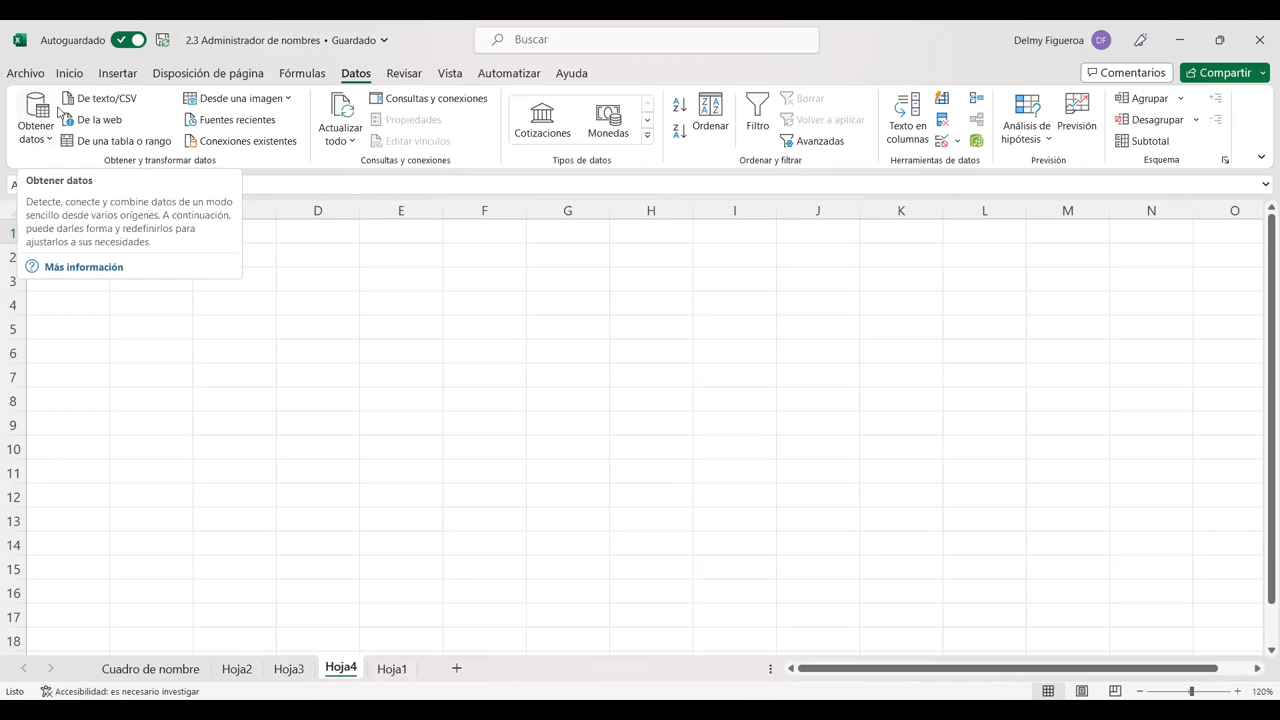 Autoguardado 2.3 Administrador de nombres • Guardado Buscar Delmy Figueroa DF
Archivo Inicio Insertar Disposición de página Fórmulas Datos Revisar Vista Automatizar Ayuda Comentarios Compartir
Obtener datos
De texto/CSV
De la web
De una tabla o rango
Desde una imagen
Fuentes recientes
Conexiones existentes
Obtener y transformar datos
Actualizar todo
Consultas y conexiones
Propiedades
Editar vínculos
Consultas y conexiones
Cotizaciones
Monedas
Tipos de datos
Ordenar
Filtro
Borrar
Volver a aplicar
Avanzadas
Ordenar y filtrar
Texto en columnas
Herramientas de datos
Análisis de hipótesis
Previsión
Previsión
Agrupar
Desagrupar
Subtotal
Esquema
Obtener datos
Detecte, conecte y combine datos de un modo
sencillo desde varios orígenes. A continuación,
puede darles forma y redefinirlos para
ajustarlos a sus necesidades.
Más información
D E F G H I J K L M N O
1
2
3
4
5
6
7
8
9
10
11
12
13
14
15
16
17
18
Cuadro de nombre Hoja2 Hoja3 Hoja4 Hoja1
Listo Accesibilidad: es necesario investigar 120%